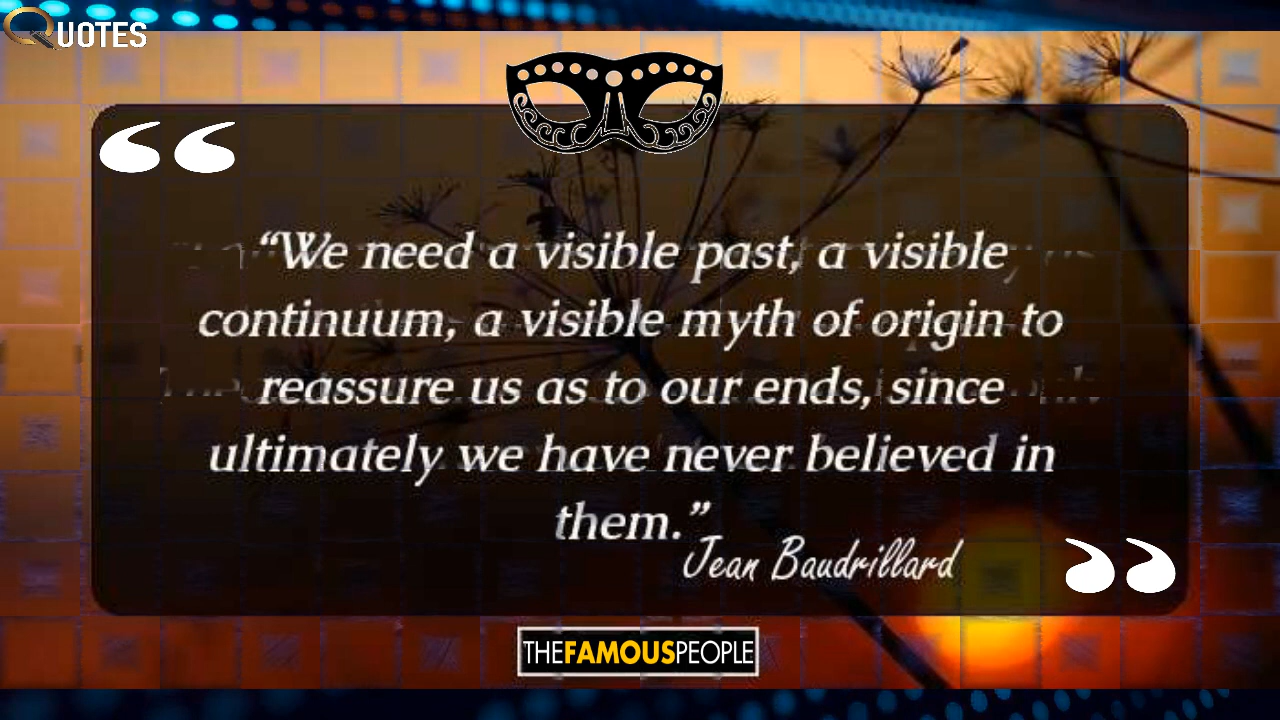 QUOTES
“We need a visible past, a visible
continuum, a visible myth of origin to
reassure us as to our ends, since
ultimately we have never believed in
them.”
Jean Baudrillard
THEFAMOUSPEOPLE